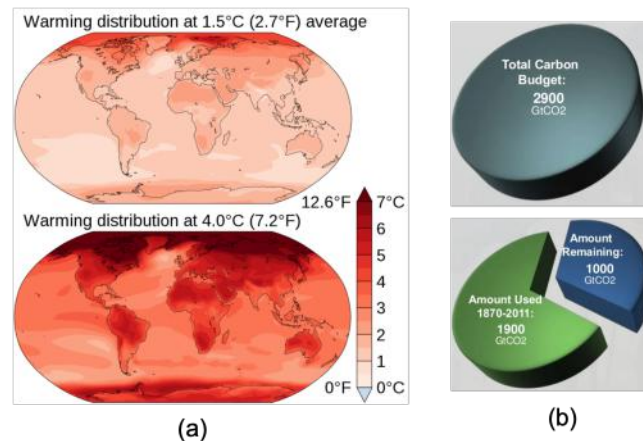 Warming distribution at 1.5°C (2.7°F) average
12.6°F 7°C
Warming distribution at 4.0°C (7.2°F)
6
5
4
3
2
1
0°F 0°C
(a)
Total Carbon
Budget:
2900
GtCO2
Amount
Remaining:
1000
GtCO2
Amount Used
1870-2011:
1900
GtCO2
(b)